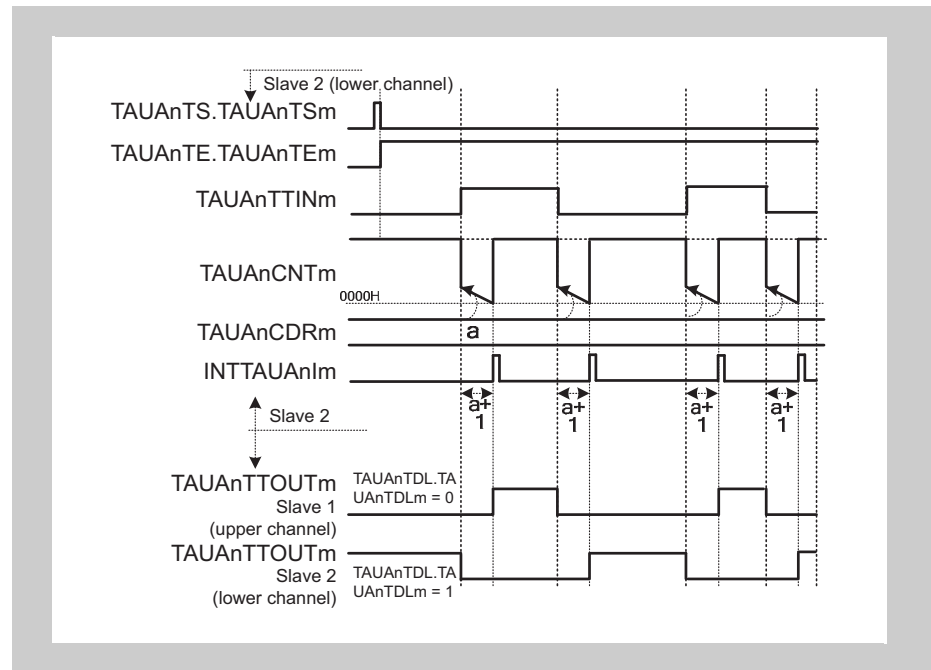 Slave 2 (lower channel)
TAUAnTS.TAUAnTSm
TAUAnTE.TAUAnTEm
TAUAnTTINm
TAUAnCNTm
0000H
TAUAnCDRm
a
INTTAUAnIm
a+ a+ a+ a+
1 1 1 1
Slave 2
TAUAnTTOUTm
Slave 1
(upper channel)
TAUAnTDL.TA
UAnTDLm = 0
TAUAnTTOUTm
Slave 2
(lower channel)
TAUAnTDL.TA
UAnTDLm = 1